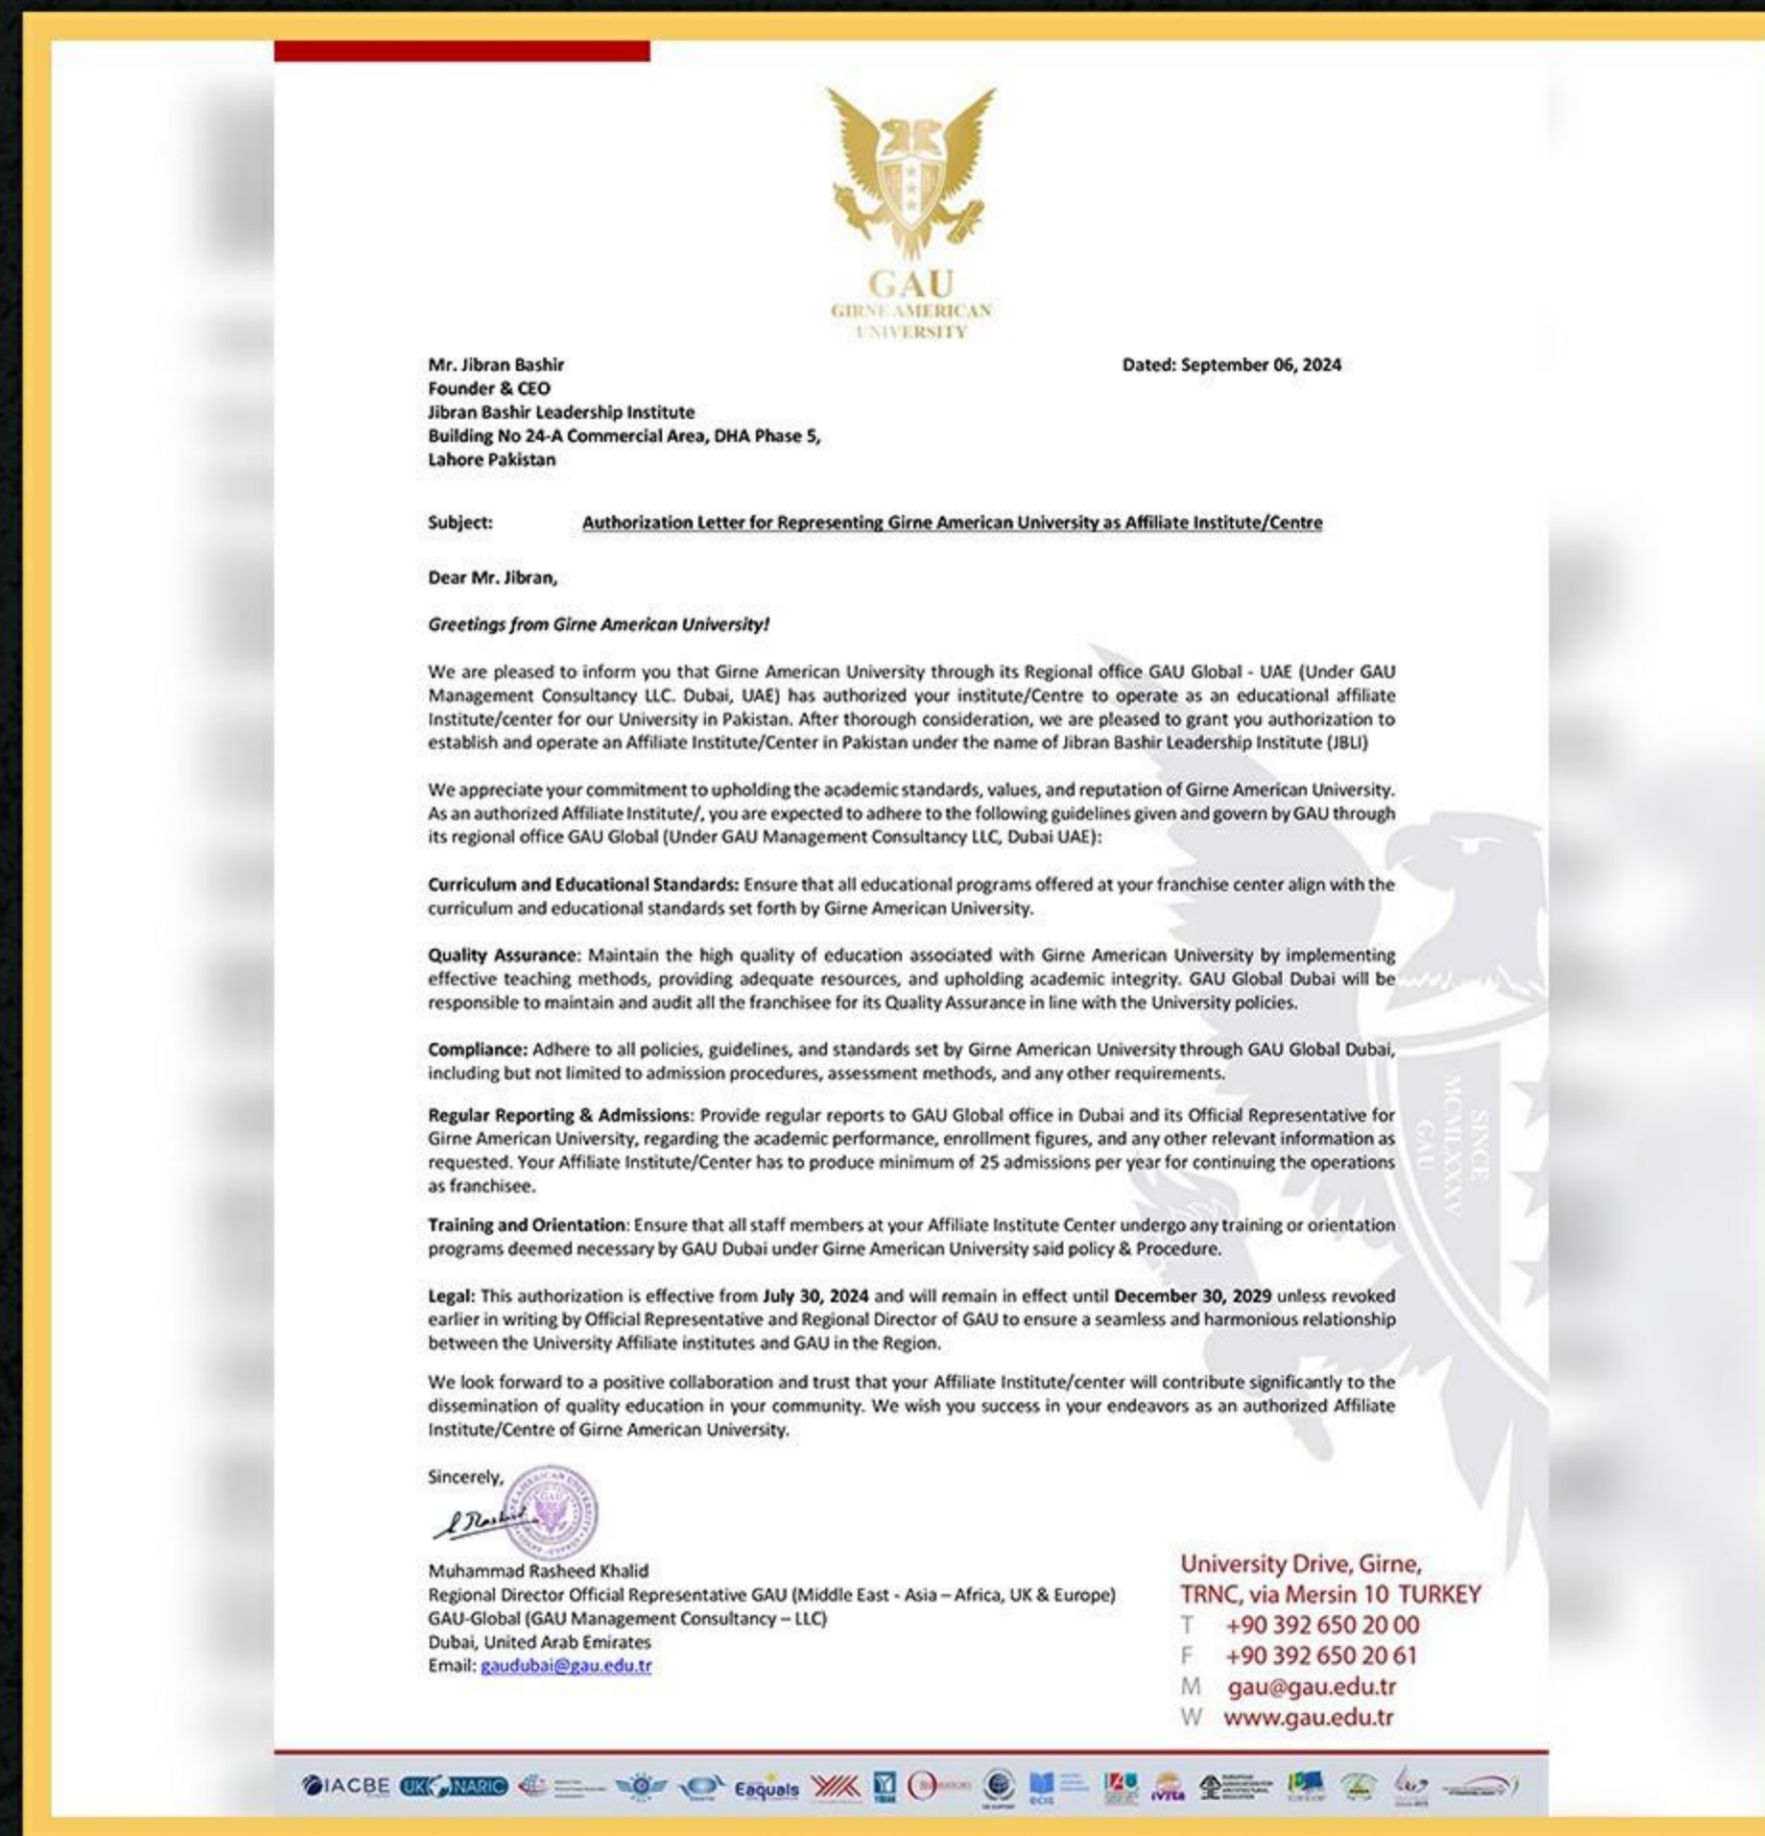 GAU
GIRNE AMERICAN
UNIVERSITY
Mr. Jibran Bashir
Dated: September 06, 2024
Founder & CEO
Jibran Bashir Leadership Institute
Building No 24-A Commercial Area, DHA Phase 5,
Lahore Pakistan
Subject: Authorization Letter for Representing Girne American University as Affiliate Institute/Centre
Dear Mr. Jibran,
Greetings from Girne American University!
We are pleased to inform you that Girne American University through its Regional office GAU Global - UAE (Under GAU
Management Consultancy LLC. Dubai, UAE) has authorized your institute/Centre to operate as an educational affiliate
Institute/center for our University in Pakistan. After thorough consideration, we are pleased to grant you authorization to
establish and operate an Affiliate Institute/Center in Pakistan under the name of Jibran Bashir Leadership Institute (JBLI)
We appreciate your commitment to upholding the academic standards, values, and reputation of Girne American University.
As an authorized Affiliate Institute/, you are expected to adhere to the following guidelines given and govern by GAU through
its regional office GAU Global (Under GAU Management Consultancy LLC, Dubai UAE):
Curriculum and Educational Standards: Ensure that all educational programs offered at your franchise center align with the
curriculum and educational standards set forth by Girne American University.
Quality Assurance: Maintain the high quality of education associated with Girne American University by implementing
effective teaching methods, providing adequate resources, and upholding academic integrity. GAU Global Dubai will be
responsible to maintain and audit all the franchisee for its Quality Assurance in line with the University policies.
Compliance: Adhere to all policies, guidelines, and standards set by Girne American University through GAU Global Dubai,
including but not limited to admission procedures, assessment methods, and any other requirements.
Regular Reporting & Admissions: Provide regular reports to GAU Global office in Dubai and its Official Representative for
Girne American University, regarding the academic performance, enrollment figures, and any other relevant information as
requested. Your Affiliate Institute/Center has to produce minimum of 25 admissions per year for continuing the operations
as franchisee.
Training and Orientation: Ensure that all staff members at your Affiliate Institute Center undergo any training or orientation
programs deemed necessary by GAU Dubai under Girne American University said policy & Procedure.
Legal: This authorization is effective from July 30, 2024 and will remain in effect until December 30, 2029 unless revoked
earlier in writing by Official Representative and Regional Director of GAU to ensure a seamless and harmonious relationship
between the University Affiliate institutes and GAU in the Region.
We look forward to a positive collaboration and trust that your Affiliate Institute/center will contribute significantly to the
dissemination of quality education in your community. We wish you success in your endeavors as an authorized Affiliate
Institute/Centre of Girne American University.
SINCE
MCMLXXXV
GAU
Sincerely,
Muhammad Rasheed Khalid
Regional Director Official Representative GAU (Middle East - Asia – Africa, UK & Europe)
GAU-Global (GAU Management Consultancy – LLC)
Dubai, United Arab Emirates
Email: gaudubai@gau.edu.tr
University Drive, Girne,
TRNC, via Mersin 10 TURKEY
T +90 392 650 20 00
F +90 392 650 20 61
M gau@gau.edu.tr
W www.gau.edu.tr
IACBE UK NARIC Eaquals ecis